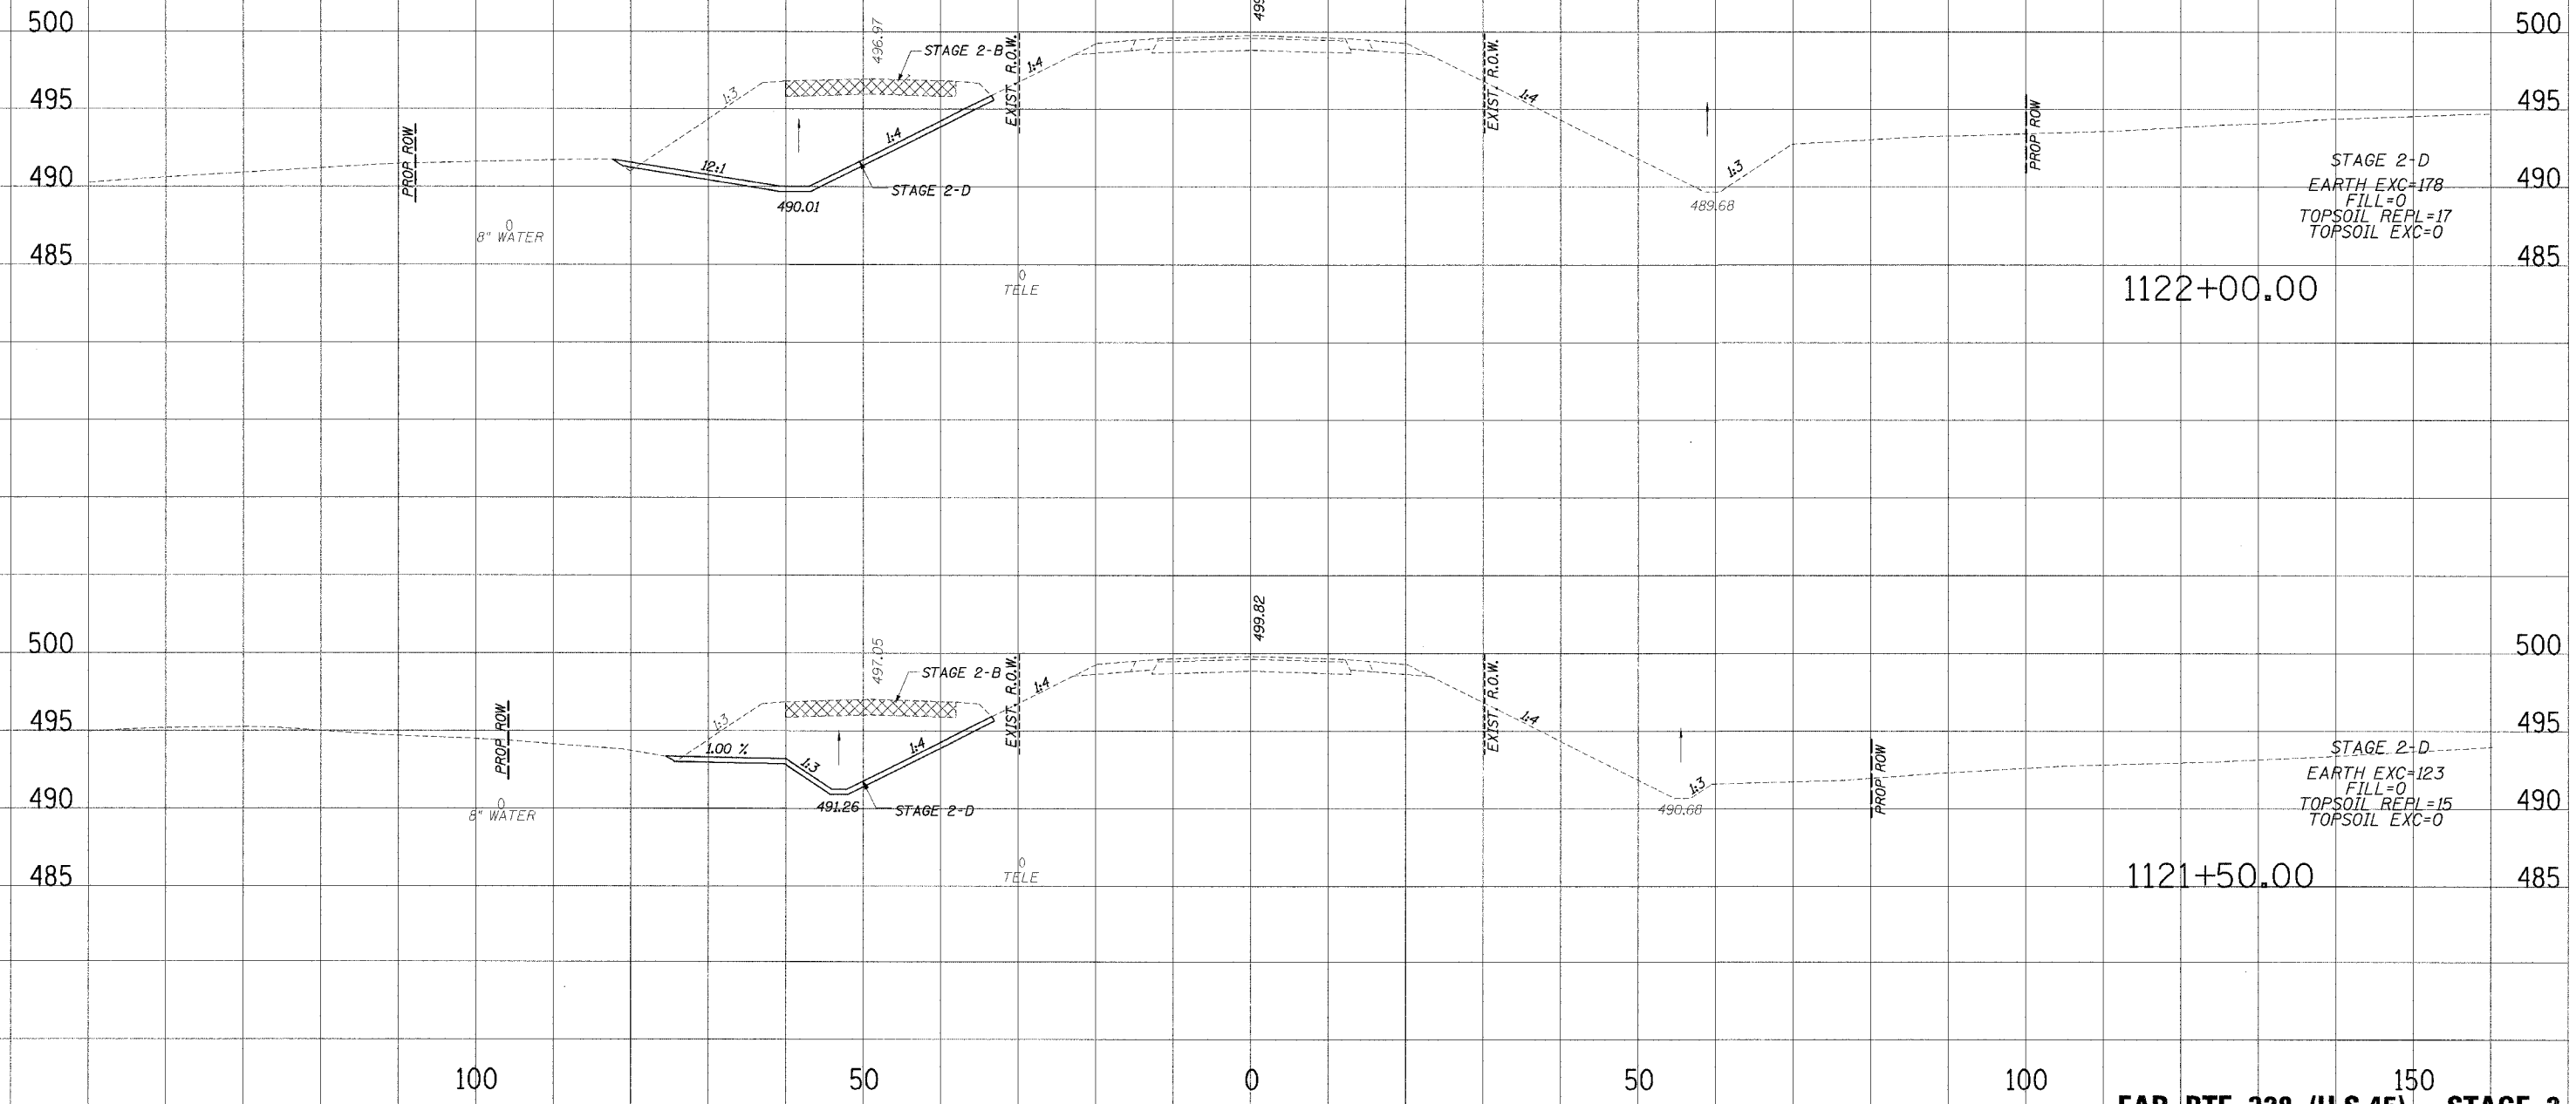 499
500
500
496.97
STAGE 2-B
EXIST. R.O.W.
1:4
EXIST. R.O.W.
1:4
1:3
495
495
PROP ROW
PROP ROW
1:4
12:1
1:3
STAGE 2-D
490
490
STAGE 2-D
EARTH EXC=178
490.01
489.68
FILL=0
TOPSOIL REPL=17
0
8" WATER
TOPSOIL EXC=0
485
485
0
TELE
1122+00.00
499.82
500
500
497.05
STAGE 2-B
EXIST. R.O.W.
1:4
EXIST. R.O.W.
1:4
495
495
PROP ROW
1:3
1.00 %
1:4
1:3
STAGE 2-D
PROP ROW
EARTH EXC=123
1:3
FILL=0
490
490
0
8" WATER
491.26
STAGE 2-D
490.68
TOPSOIL REPL=15
TOPSOIL EXC=0
0
TELE
485
485
1121+50.00
100
50
0
50
100
150